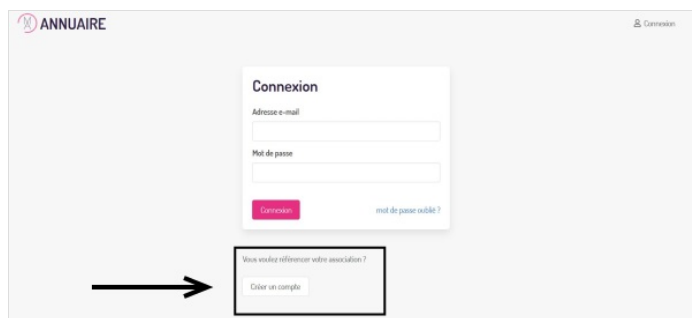 ANNUAIRE
Connexion
Connexion
Adresse e-mail
Mot de passe
Connexion
mot de passe oublié ?
Vous voulez référencer votre association ?
Créer un compte